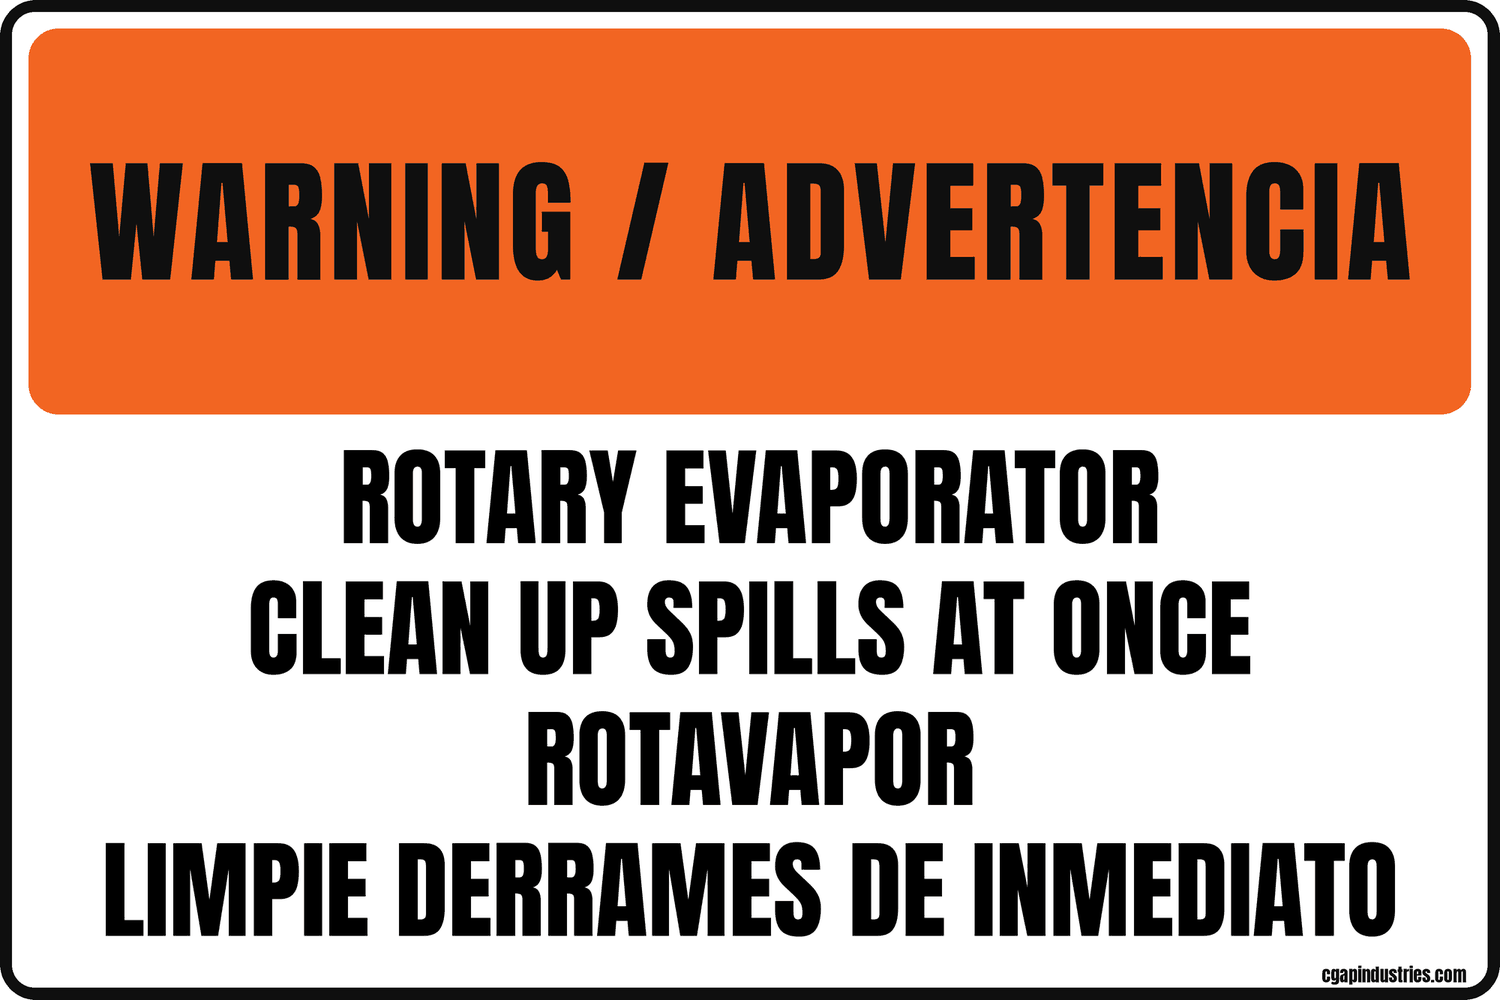 WARNING / ADVERTENCIA
ROTARY EVAPORATOR
CLEAN UP SPILLS AT ONCE
ROTAVAPOR
LIMPIE DERRAMES DE INMEDIATO
cgapindustries.com